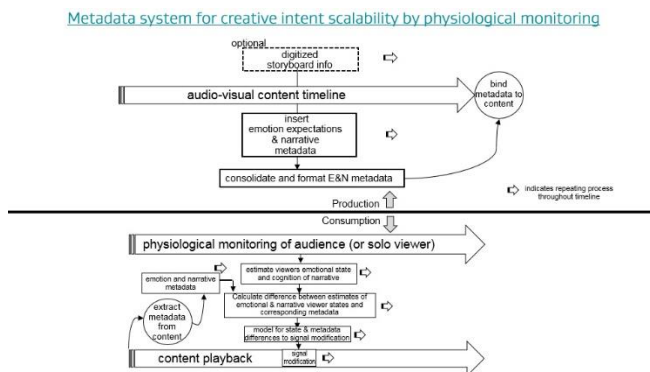 Metadata system for creative intent scalability by physiological monitoring
optional
digitized
storyboard info
audio-visual content timeline
bind
metadata to
content
insert
emotion expectations
& narrative
metadata
consolidate and format E&N metadata
indicates repeating process
throughout timeline
Production
Consumption
physiological monitoring of audience (or solo viewer)
estimate viewers emotional state
and cognition of narrative
emotion and narrative
metadata
Calculate difference between estimates of
emotional & narrative viewer states and
corresponding metadata
extract
metadata
from
content
model for state & metadata
differences to signal modification
content playback
signal
modification